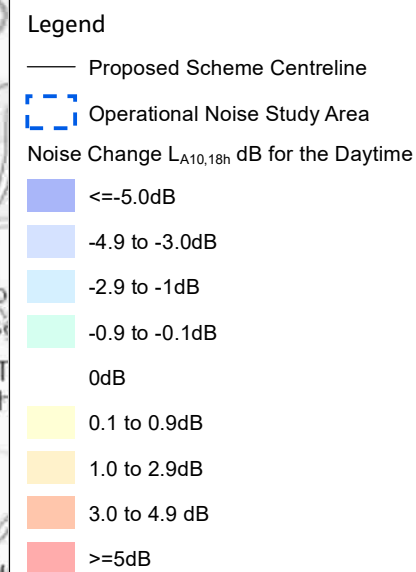 Legend
Proposed Scheme Centreline
Operational Noise Study Area
Noise Change LA10,18h dB for the Daytime
<=-5.0dB
-4.9 to -3.0dB
-2.9 to -1dB
-0.9 to -0.1dB
0dB
0.1 to 0.9dB
1.0 to 2.9dB
3.0 to 4.9 dB
>=5dB